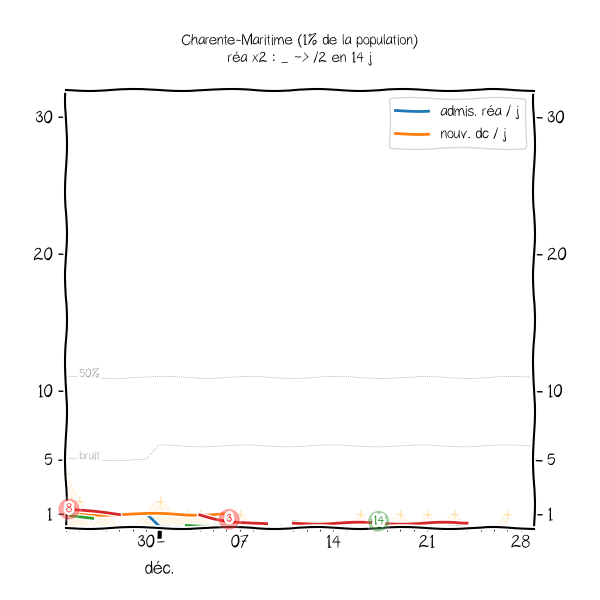 Charente-Maritime (1% de la population)
réa x2 : _ -> /2 en 14 j
admis. réa / j
nouv. dc / j
30 30
20 20
50%
10 10
bruit
5 5
8
3
14
1 1
30 07 14 21 28
déc.